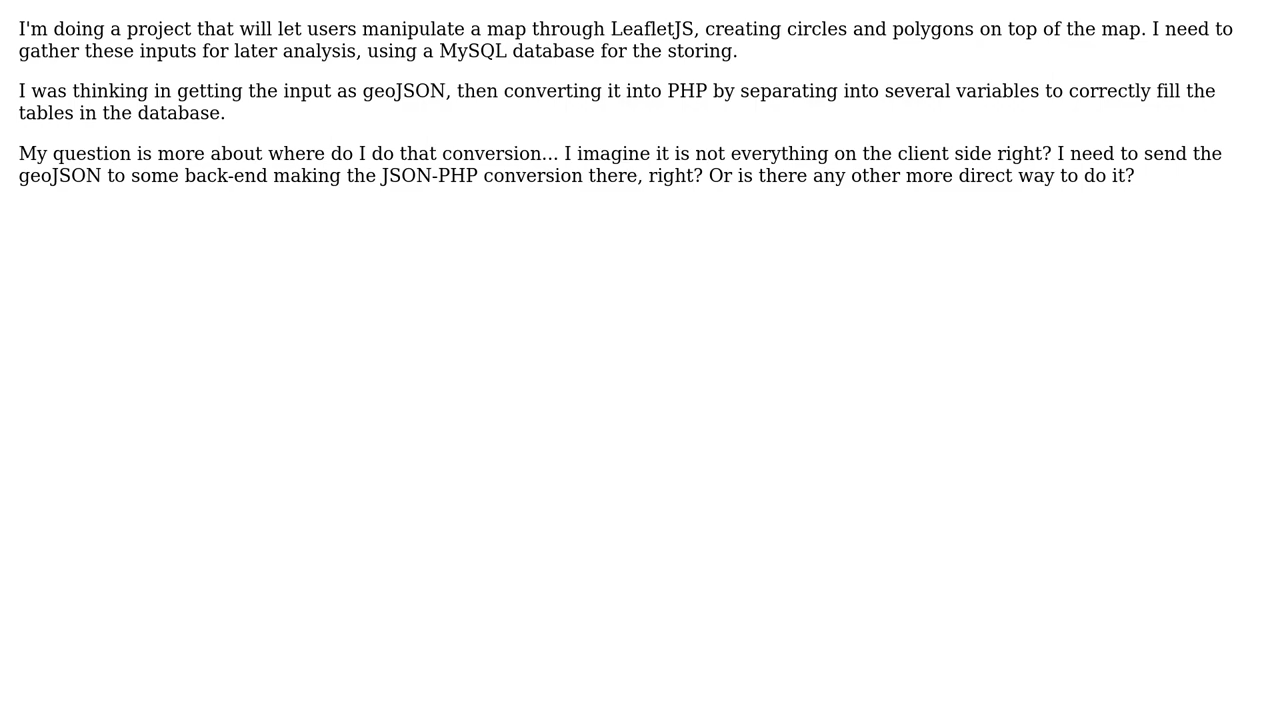 I'm doing a project that will let users manipulate a map through LeafletJS, creating circles and polygons on top of the map. I need to
gather these inputs for later analysis, using a MySQL database for the storing.
I was thinking in getting the input as geoJSON, then converting it into PHP by separating into several variables to correctly fill the
tables in the database.
My question is more about where do I do that conversion... I imagine it is not everything on the client side right? I need to send the
geoJSON to some back-end making the JSON-PHP conversion there, right? Or is there any other more direct way to do it?